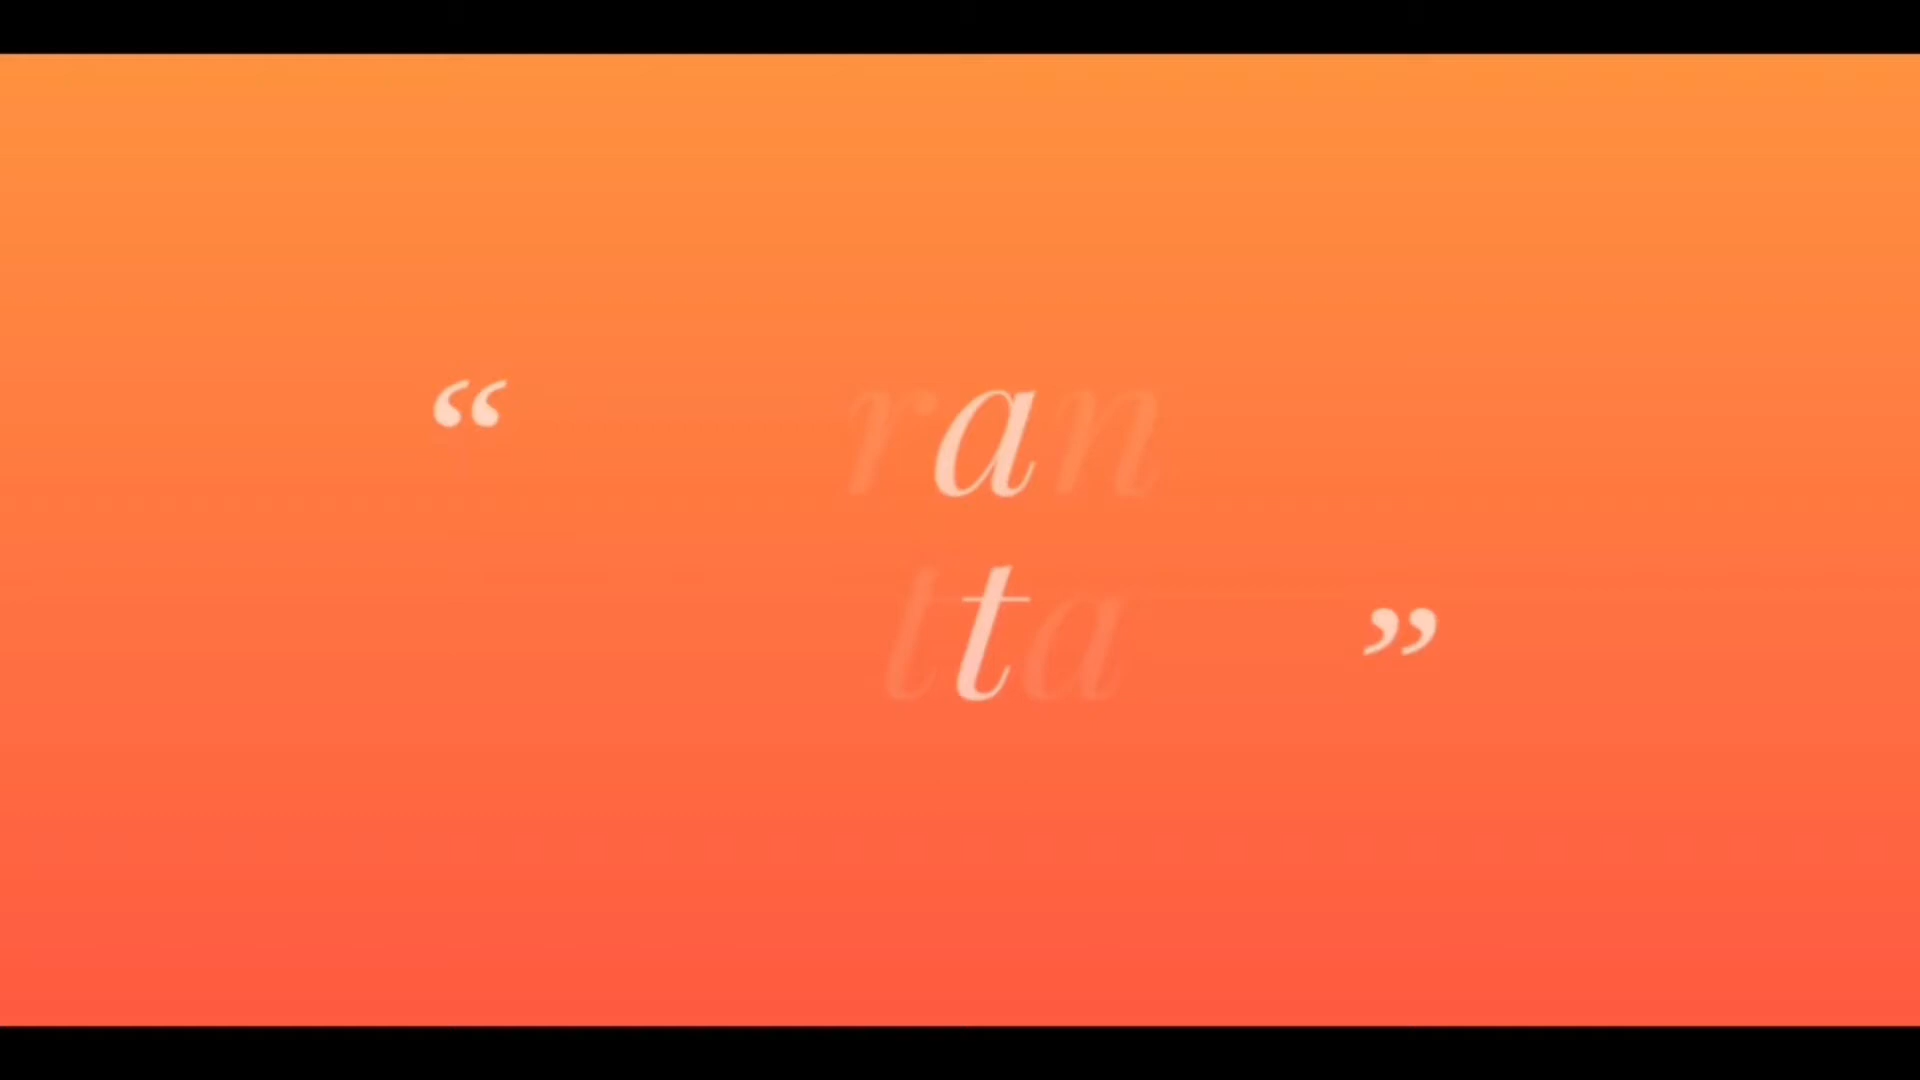 “ ran
tta ”